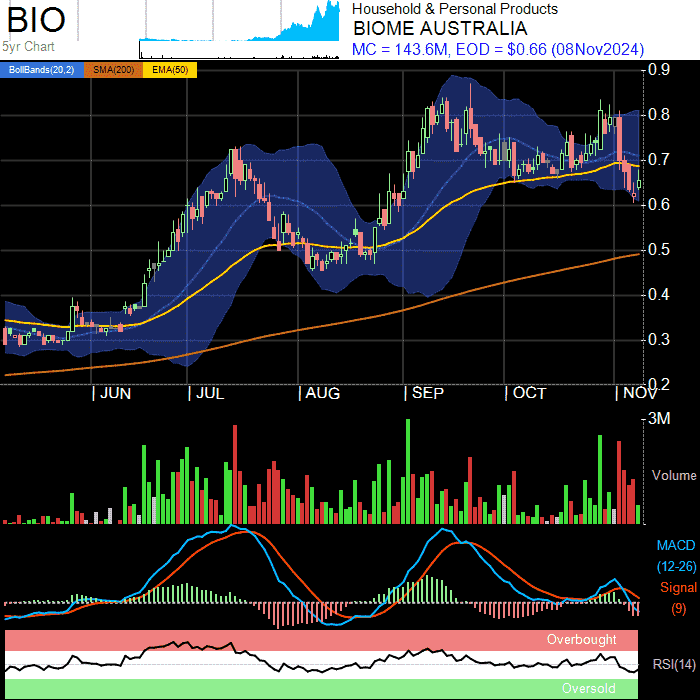 BIO
5yr Chart
Household & Personal Products
BIOME AUSTRALIA
MC = 143.6M, EOD = $0.66 (08Nov2024)
BollBands(20,2) SMA(200) EMA(50)
0.9
0.8
0.7
0.6
0.5
0.4
0.3
0.2
JUN JUL AUG SEP OCT NOV
3M
Volume
MACD
(12-26)
Signal
(9)
Overbought
RSI(14)
Oversold